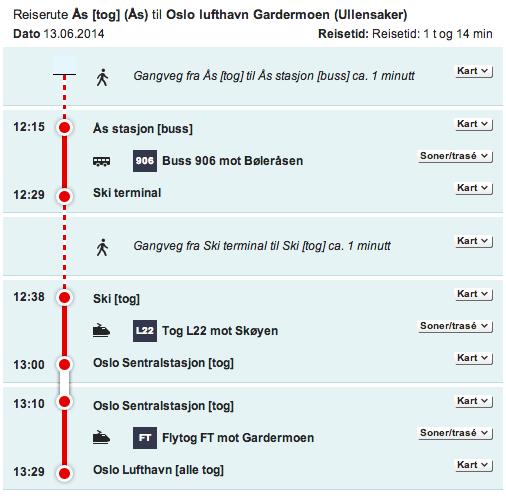 Reiserute Ås [tog] (Ås) til Oslo lufthavn Gardermoen (Ullensaker)
Dato 13.06.2014 Reisetid: Reisetid: 1 t og 14 min
Gangveg fra Ås [tog] til Ås stasjon [buss] ca. 1 minutt Kart
12:15 Ås stasjon [buss] Kart
906 Buss 906 mot Bøleråsen Soner/trasé
12:29 Ski terminal Kart
Gangveg fra Ski terminal til Ski [tog] ca. 1 minutt Kart
12:38 Ski [tog] Kart
L22 Tog L22 mot Skøyen Soner/trasé
13:00 Oslo Sentralstasjon [tog] Kart
13:10 Oslo Sentralstasjon [tog] Kart
FT Flytog FT mot Gardermoen Soner/trasé
13:29 Oslo Lufthavn [alle tog] Kart